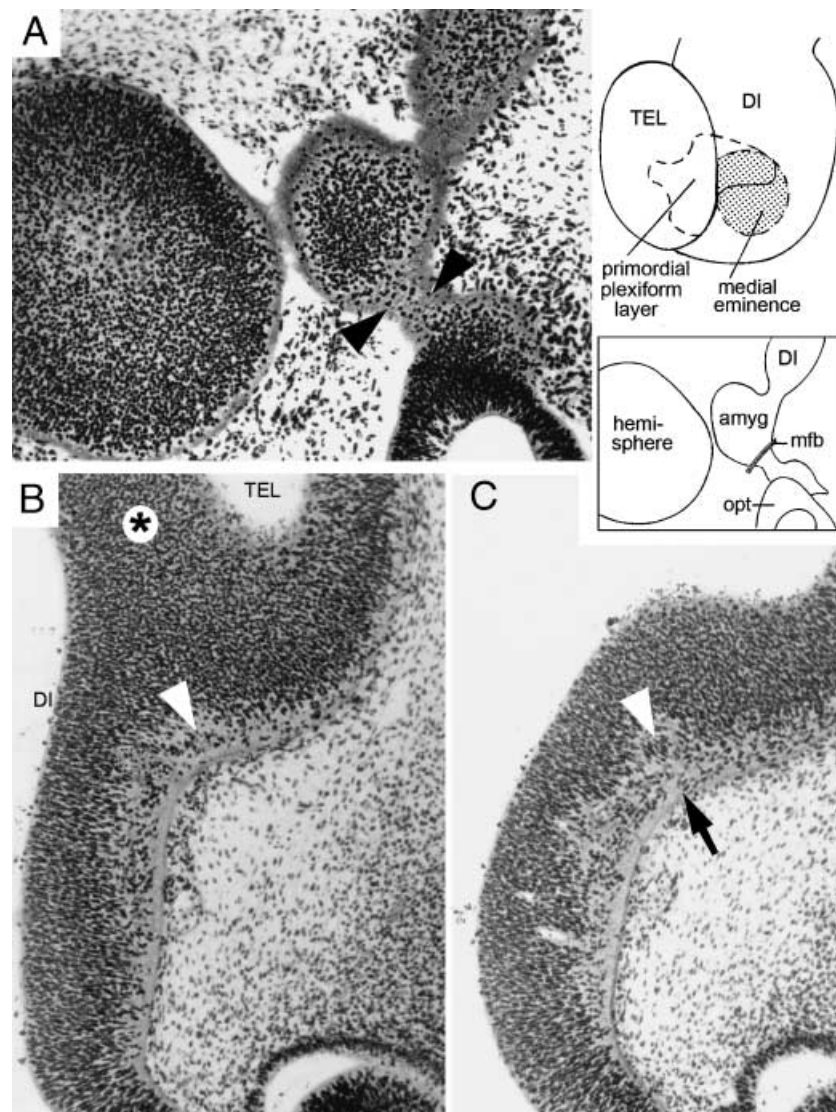 A
TEL
DI
primordial
plexiform
layer
medial
eminence
DI
hemi-
sphere
amyg
mfb
opt
B
TEL
*
DI
C